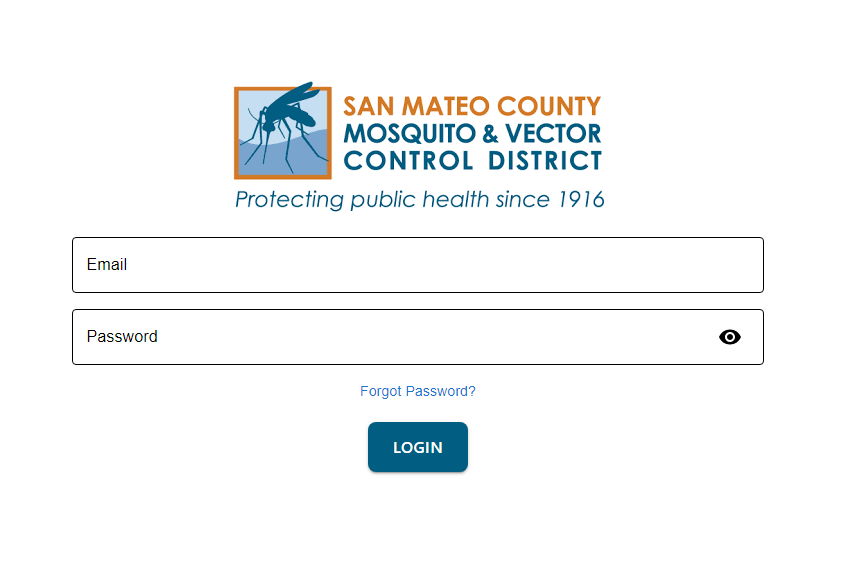 SAN MATEO COUNTY
MOSQUITO & VECTOR
CONTROL DISTRICT
Protecting public health since 1916
Email
Password
Forgot Password?
LOGIN